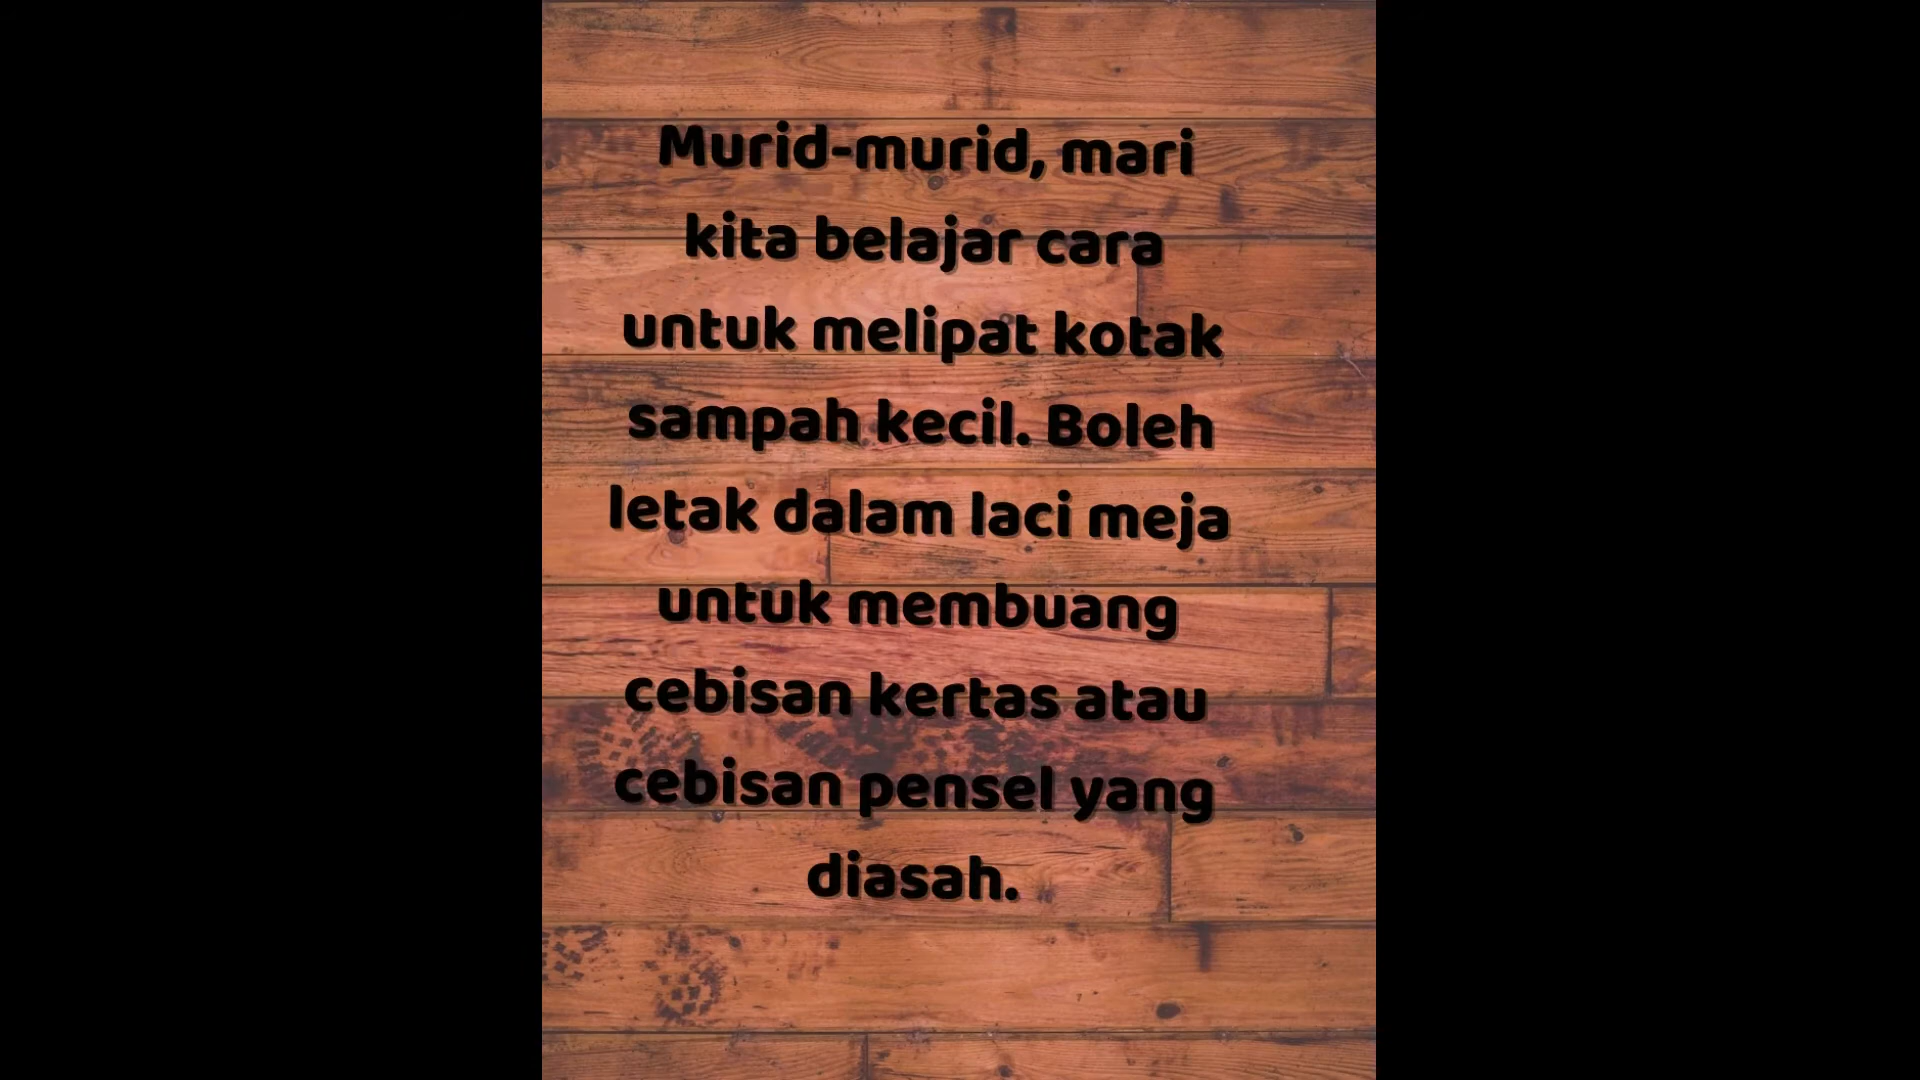 Murid-murid, mari
kita belajar cara
untuk melipat kotak
sampah kecil. Boleh
letak dalam laci meja
untuk membuang
cebisan kertas atau
cebisan pensel yang
diasah.